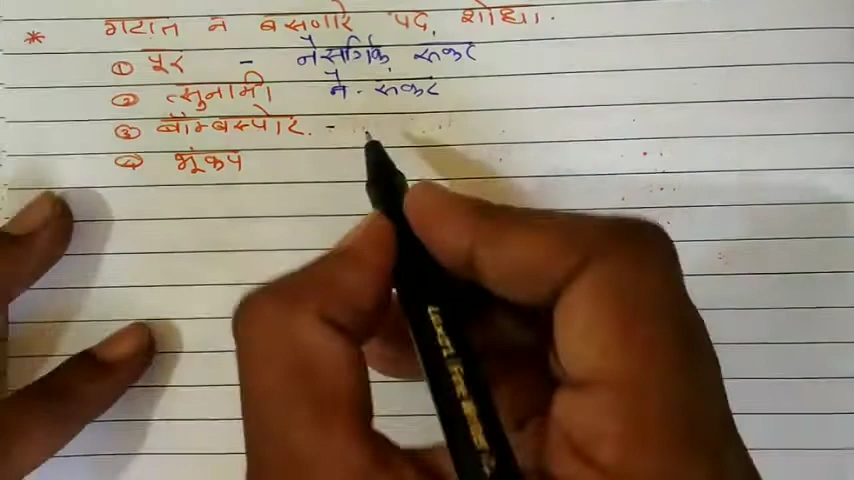 * गटात न बसणारे पद शोधा.
① पूर - नैसर्गिक संकट
② त्सुनामी नै. संकट
③ बॉम्बस्फोट. -
④ भूकंप